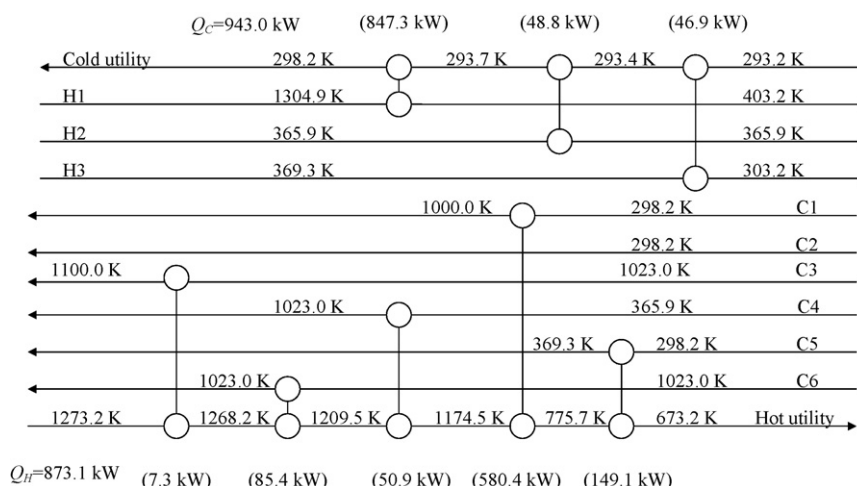 Q_C=943.0 kW (847.3 kW) (48.8 kW) (46.9 kW)
Cold utility 298.2 K 293.7 K 293.4 K 293.2 K
H1 1304.9 K 403.2 K
H2 365.9 K 365.9 K
H3 369.3 K 303.2 K
1000.0 K 298.2 K C1
298.2 K C2
1100.0 K 1023.0 K C3
1023.0 K 365.9 K C4
369.3 K 298.2 K C5
1023.0 K 1023.0 K C6
1273.2 K 1268.2 K 1209.5 K 1174.5 K 775.7 K 673.2 K Hot utility
Q_H=873.1 kW (7.3 kW) (85.4 kW) (50.9 kW) (580.4 kW) (149.1 kW)